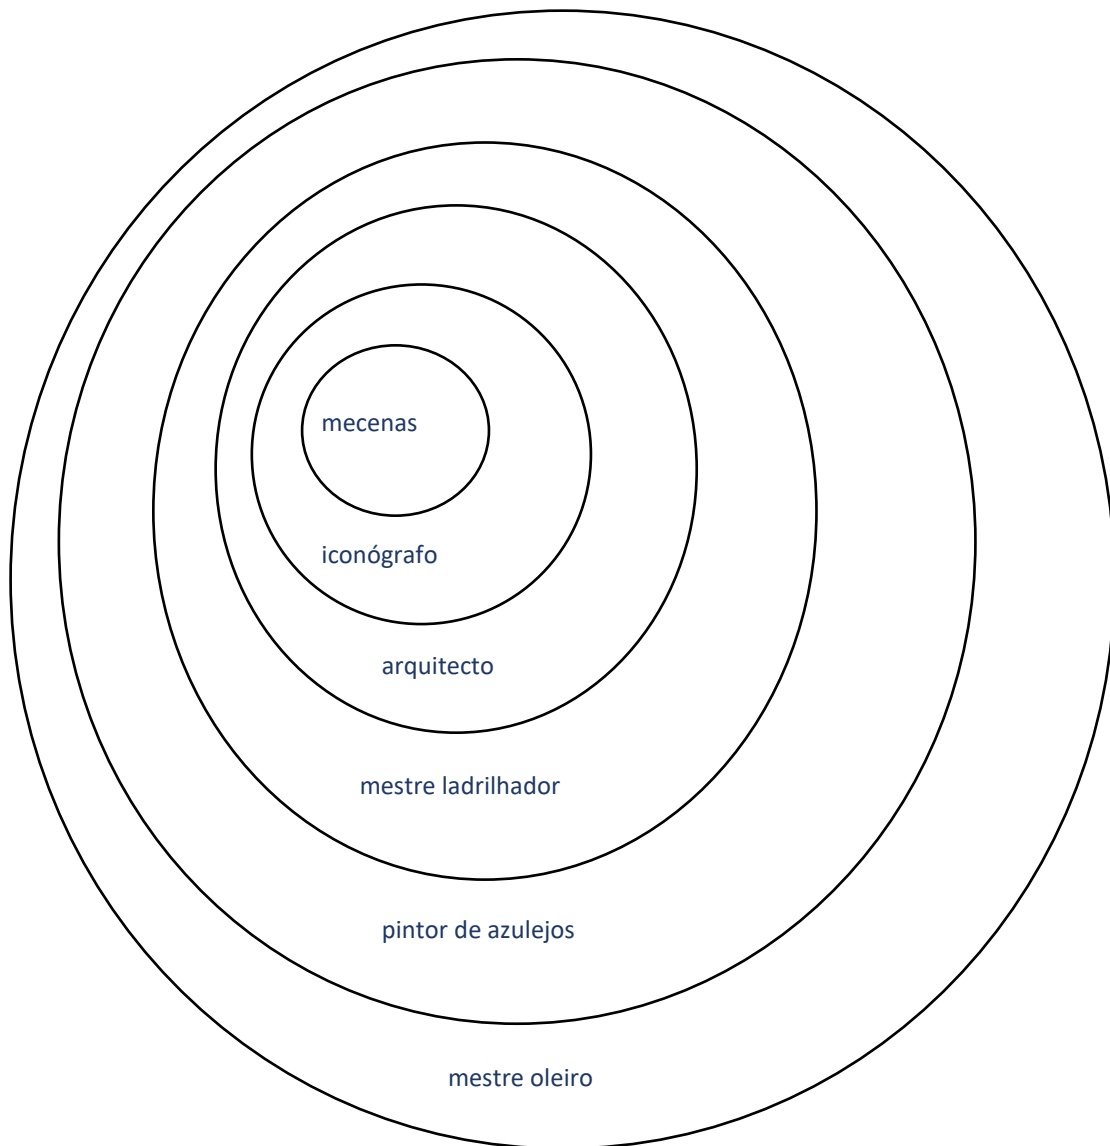 mecenas
iconógrafo
arquitecto
mestre ladrilhador
pintor de azulejos
mestre oleiro